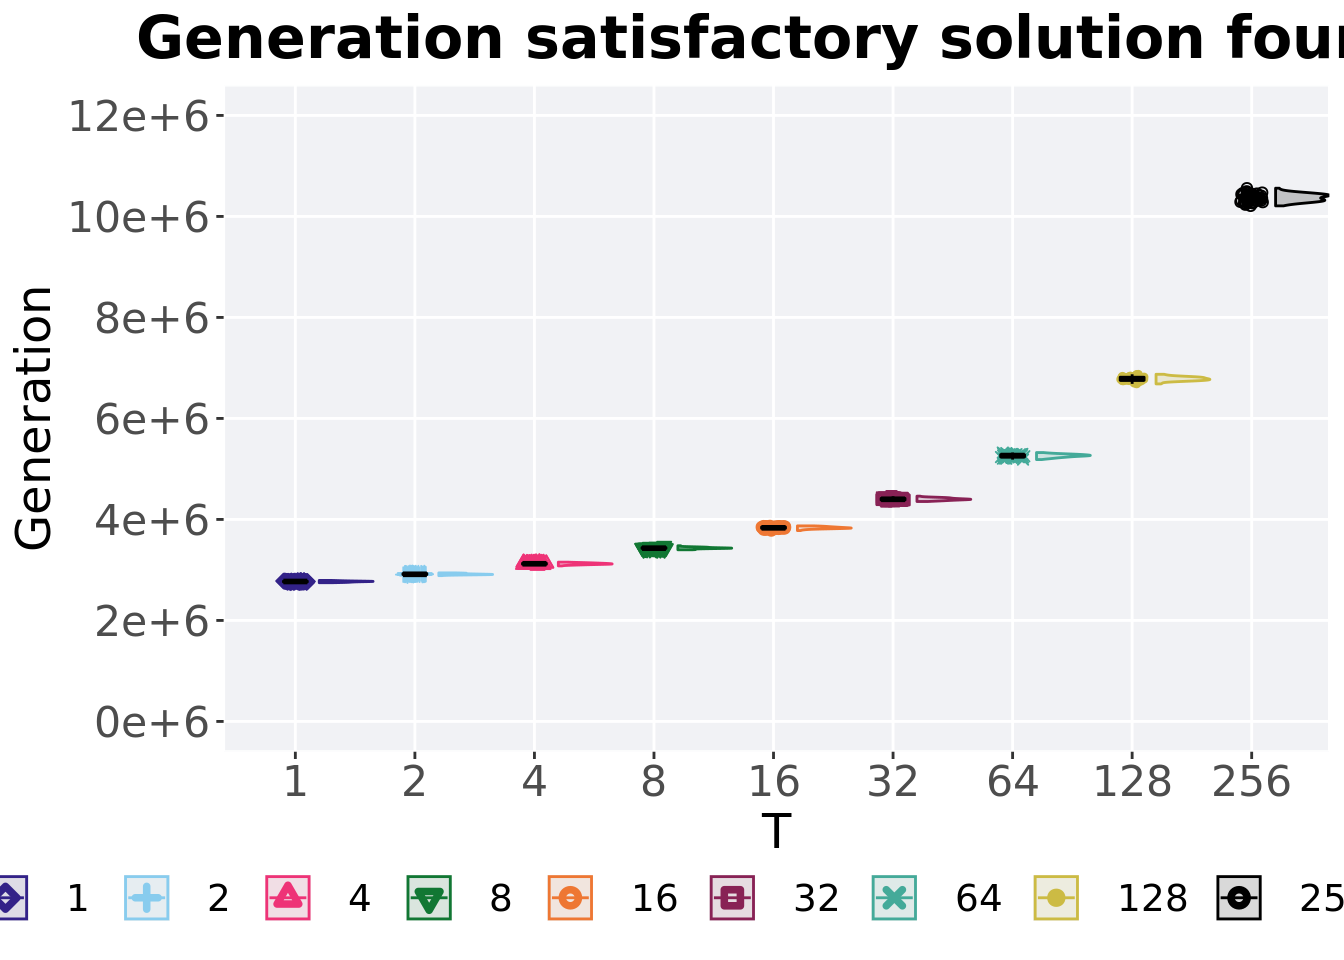 Generation satisfactory solution four
12e+6
10e+6
8e+6
6e+6
4e+6
2e+6
0e+6
Generation
1 2 4 8 16 32 64 128 256
T
1 2 4 8 16 32 64 128 25